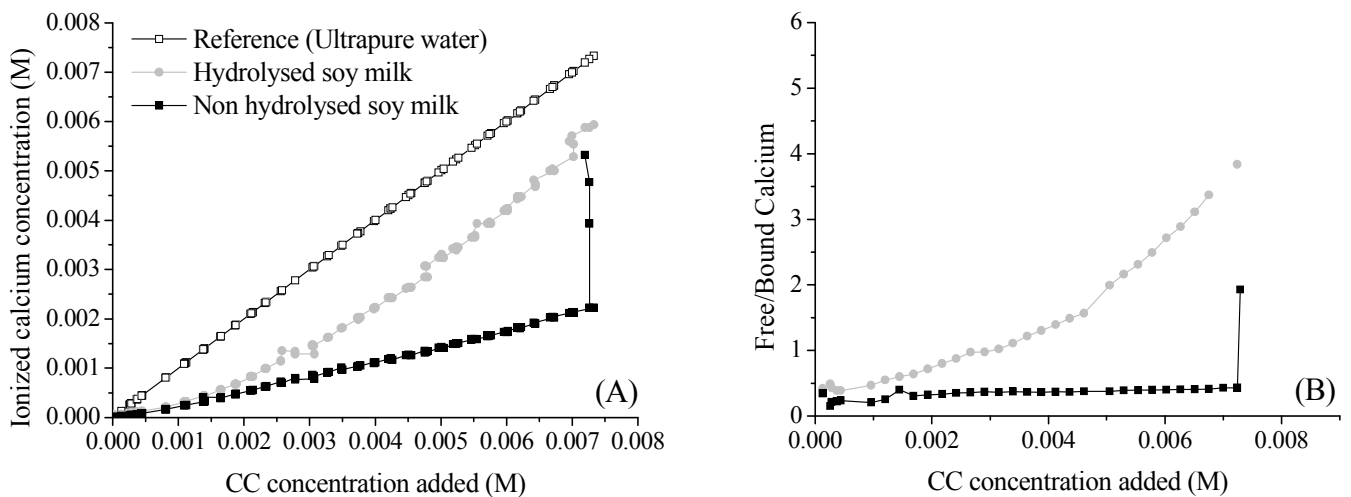 0.008
0.007
0.006
0.005
0.004
0.003
0.002
0.001
0.000
Ionized calcium concentration (M)
Reference (Ultrapure water)
Hydrolysed soy milk
Non hydrolysed soy milk
(A)
0.000 0.001 0.002 0.003 0.004 0.005 0.006 0.007 0.008
CC concentration added (M)
6
5
4
3
2
1
0
Free/Bound Calcium
(B)
0.000 0.002 0.004 0.006 0.008
CC concentration added (M)